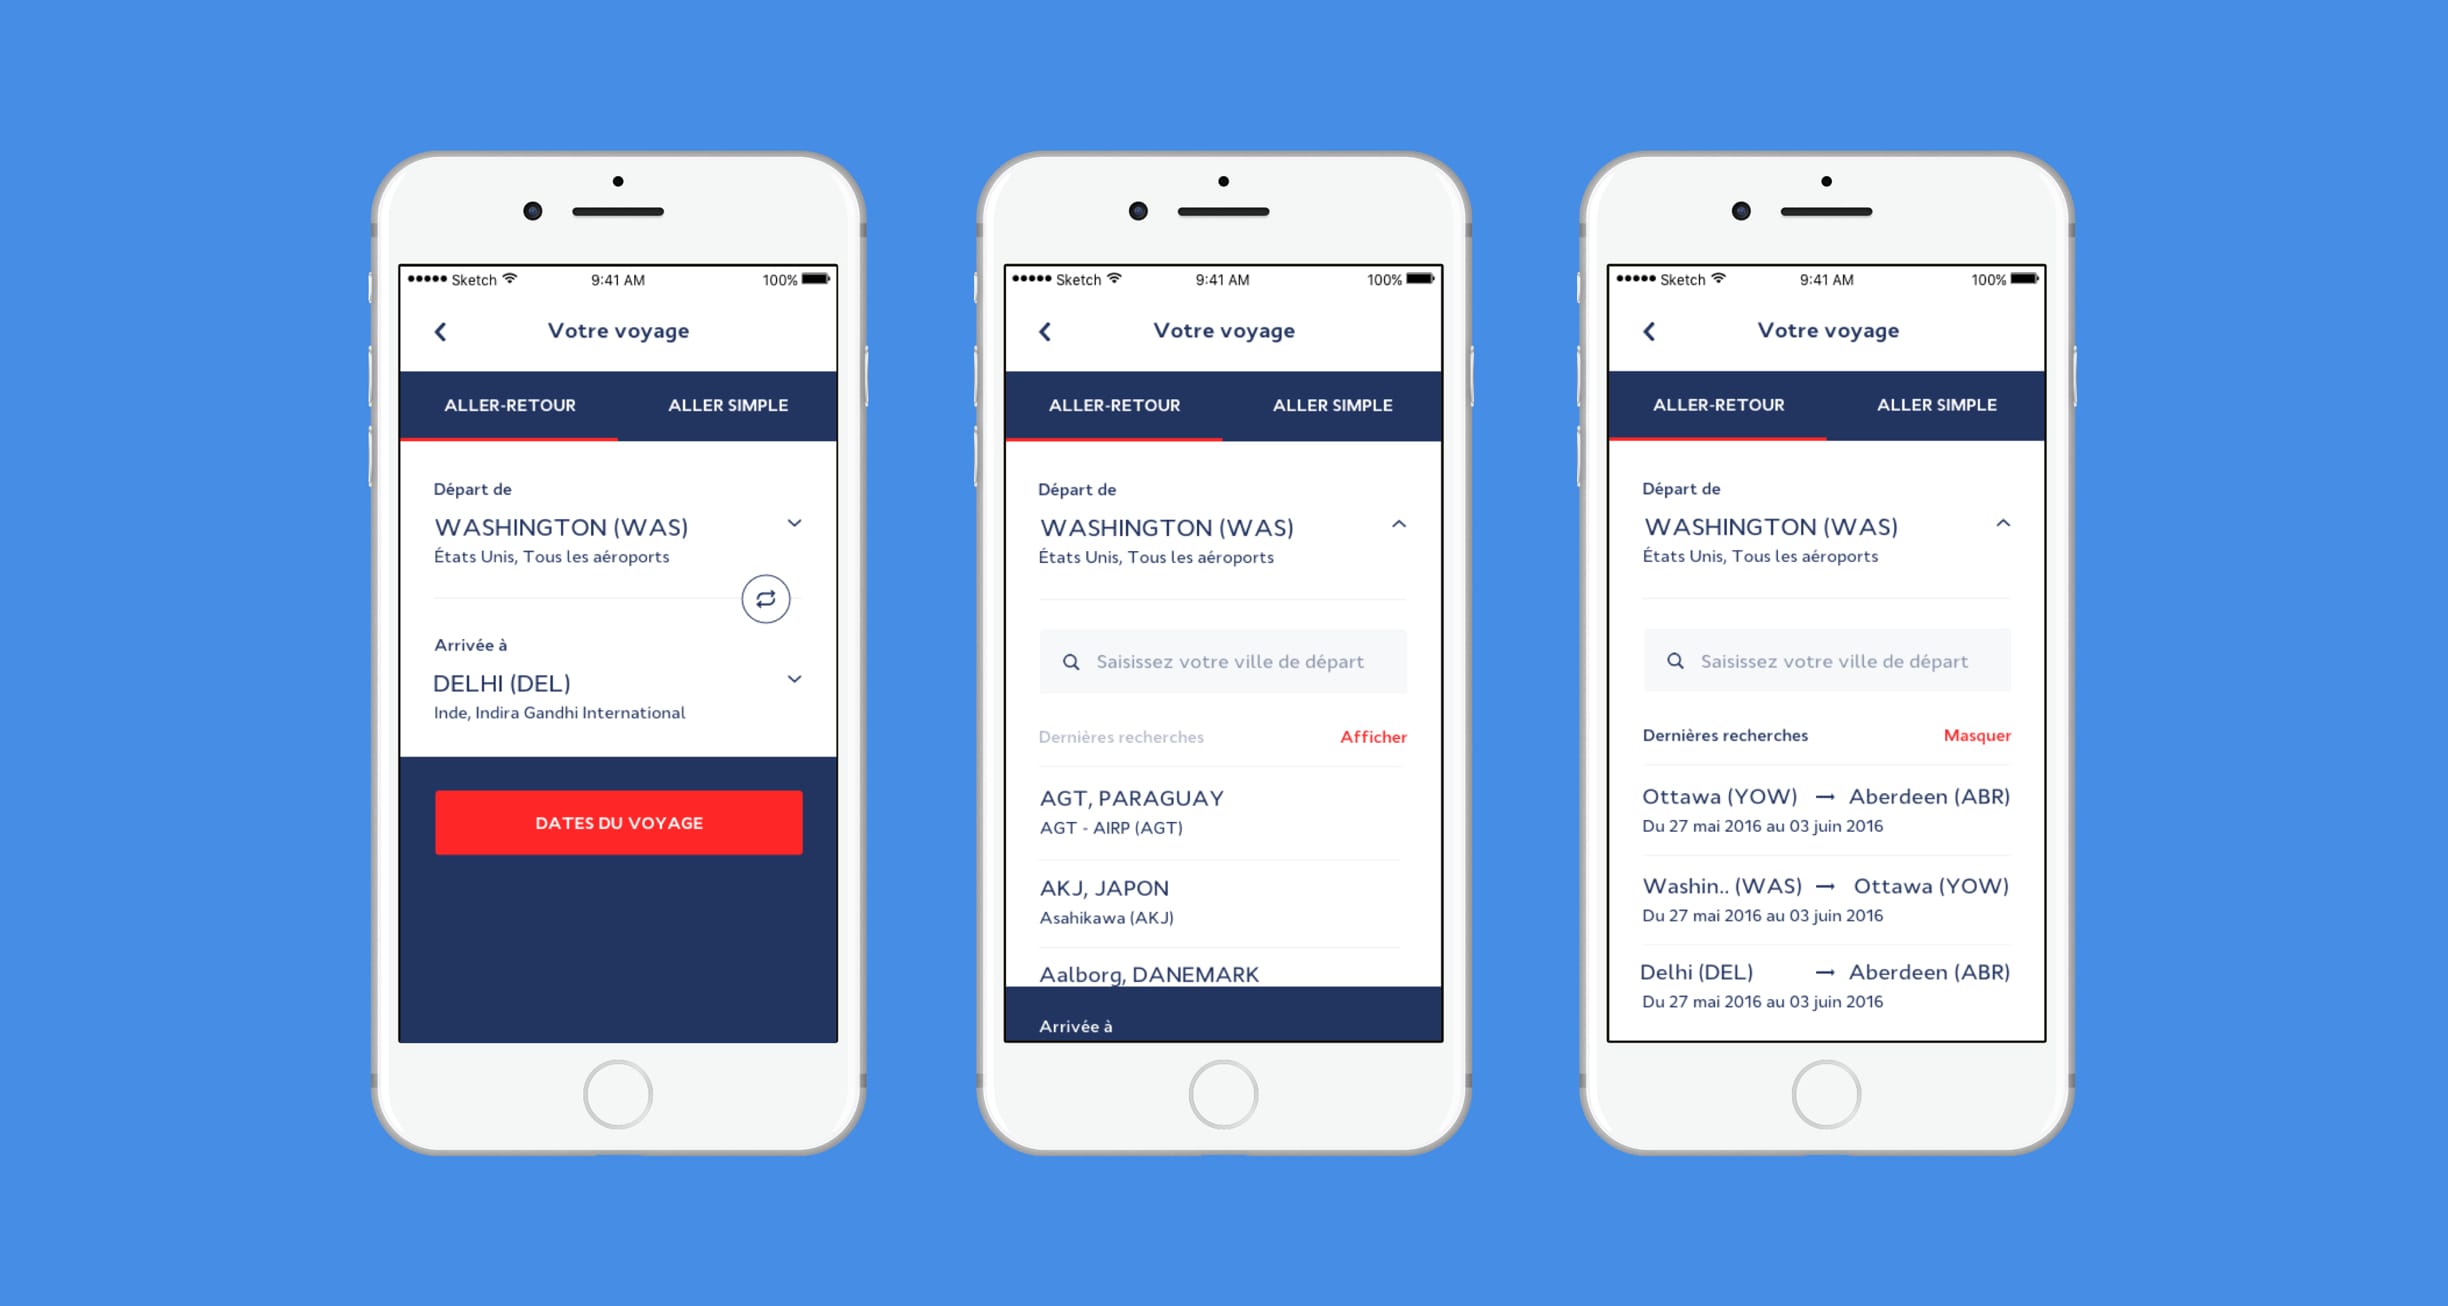 Sketch 9:41 AM 100%
Votre voyage
ALLER-RETOUR ALLER SIMPLE
Départ de
WASHINGTON (WAS)
États Unis, Tous les aéroports
Arrivée à
DELHI (DEL)
Inde, Indira Gandhi International
DATES DU VOYAGE
Sketch 9:41 AM 100%
Votre voyage
ALLER-RETOUR ALLER SIMPLE
Départ de
WASHINGTON (WAS)
États Unis, Tous les aéroports
Saisissez votre ville de départ
Dernières recherches Afficher
AGT, PARAGUAY
AGT - AIRP (AGT)
AKJ, JAPON
Asahikawa (AKJ)
Aalborg, DANEMARK
Arrivée à
Sketch 9:41 AM 100%
Votre voyage
ALLER-RETOUR ALLER SIMPLE
Départ de
WASHINGTON (WAS)
États Unis, Tous les aéroports
Saisissez votre ville de départ
Dernières recherches Masquer
Ottawa (YOW) → Aberdeen (ABR)
Du 27 mai 2016 au 03 juin 2016
Washin.. (WAS) → Ottawa (YOW)
Du 27 mai 2016 au 03 juin 2016
Delhi (DEL) → Aberdeen (ABR)
Du 27 mai 2016 au 03 juin 2016